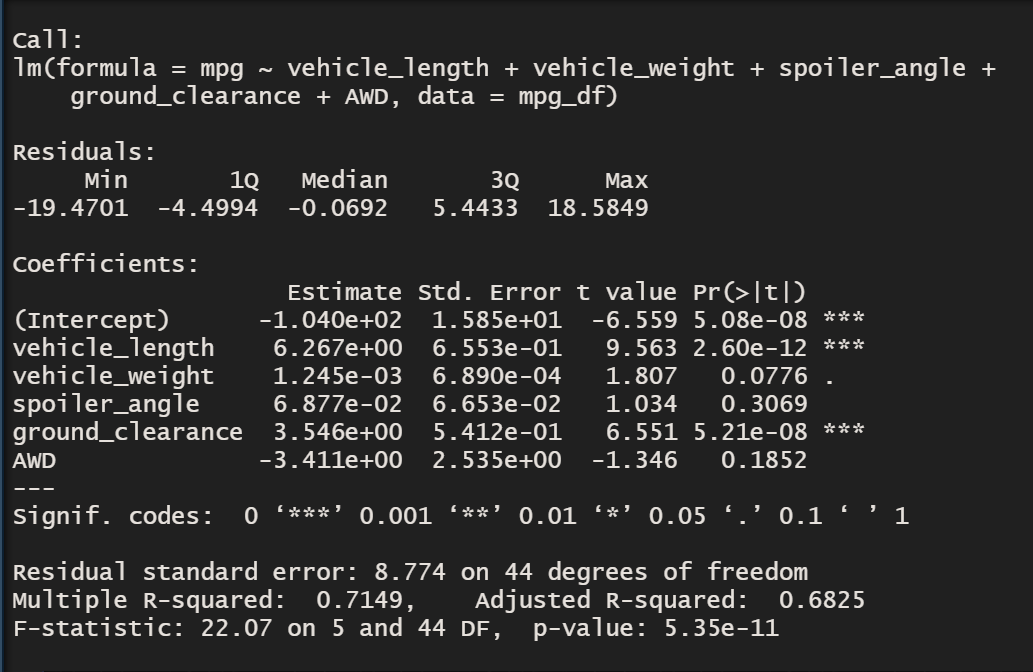 Call:
lm(formula = mpg ~ vehicle_length + vehicle_weight + spoiler_angle +
    ground_clearance + AWD, data = mpg_df)

Residuals:
     Min       1Q   Median       3Q      Max
-19.4701  -4.4994  -0.0692   5.4433  18.5849

Coefficients:
                   Estimate Std. Error t value Pr(>|t|)
(Intercept)      -1.040e+02  1.585e+01  -6.559 5.08e-08 ***
vehicle_length    6.267e+00  6.553e-01   9.563 2.60e-12 ***
vehicle_weight    1.245e-03  6.890e-04   1.807   0.0776 .
spoiler_angle     6.877e-02  6.653e-02   1.034   0.3069
ground_clearance  3.546e+00  5.412e-01   6.551 5.21e-08 ***
AWD              -3.411e+00  2.535e+00  -1.346   0.1852
---
Signif. codes:  0 ‘***’ 0.001 ‘**’ 0.01 ‘*’ 0.05 ‘.’ 0.1 ‘ ’ 1

Residual standard error: 8.774 on 44 degrees of freedom
Multiple R-squared:  0.7149,    Adjusted R-squared:  0.6825
F-statistic: 22.07 on 5 and 44 DF,  p-value: 5.35e-11